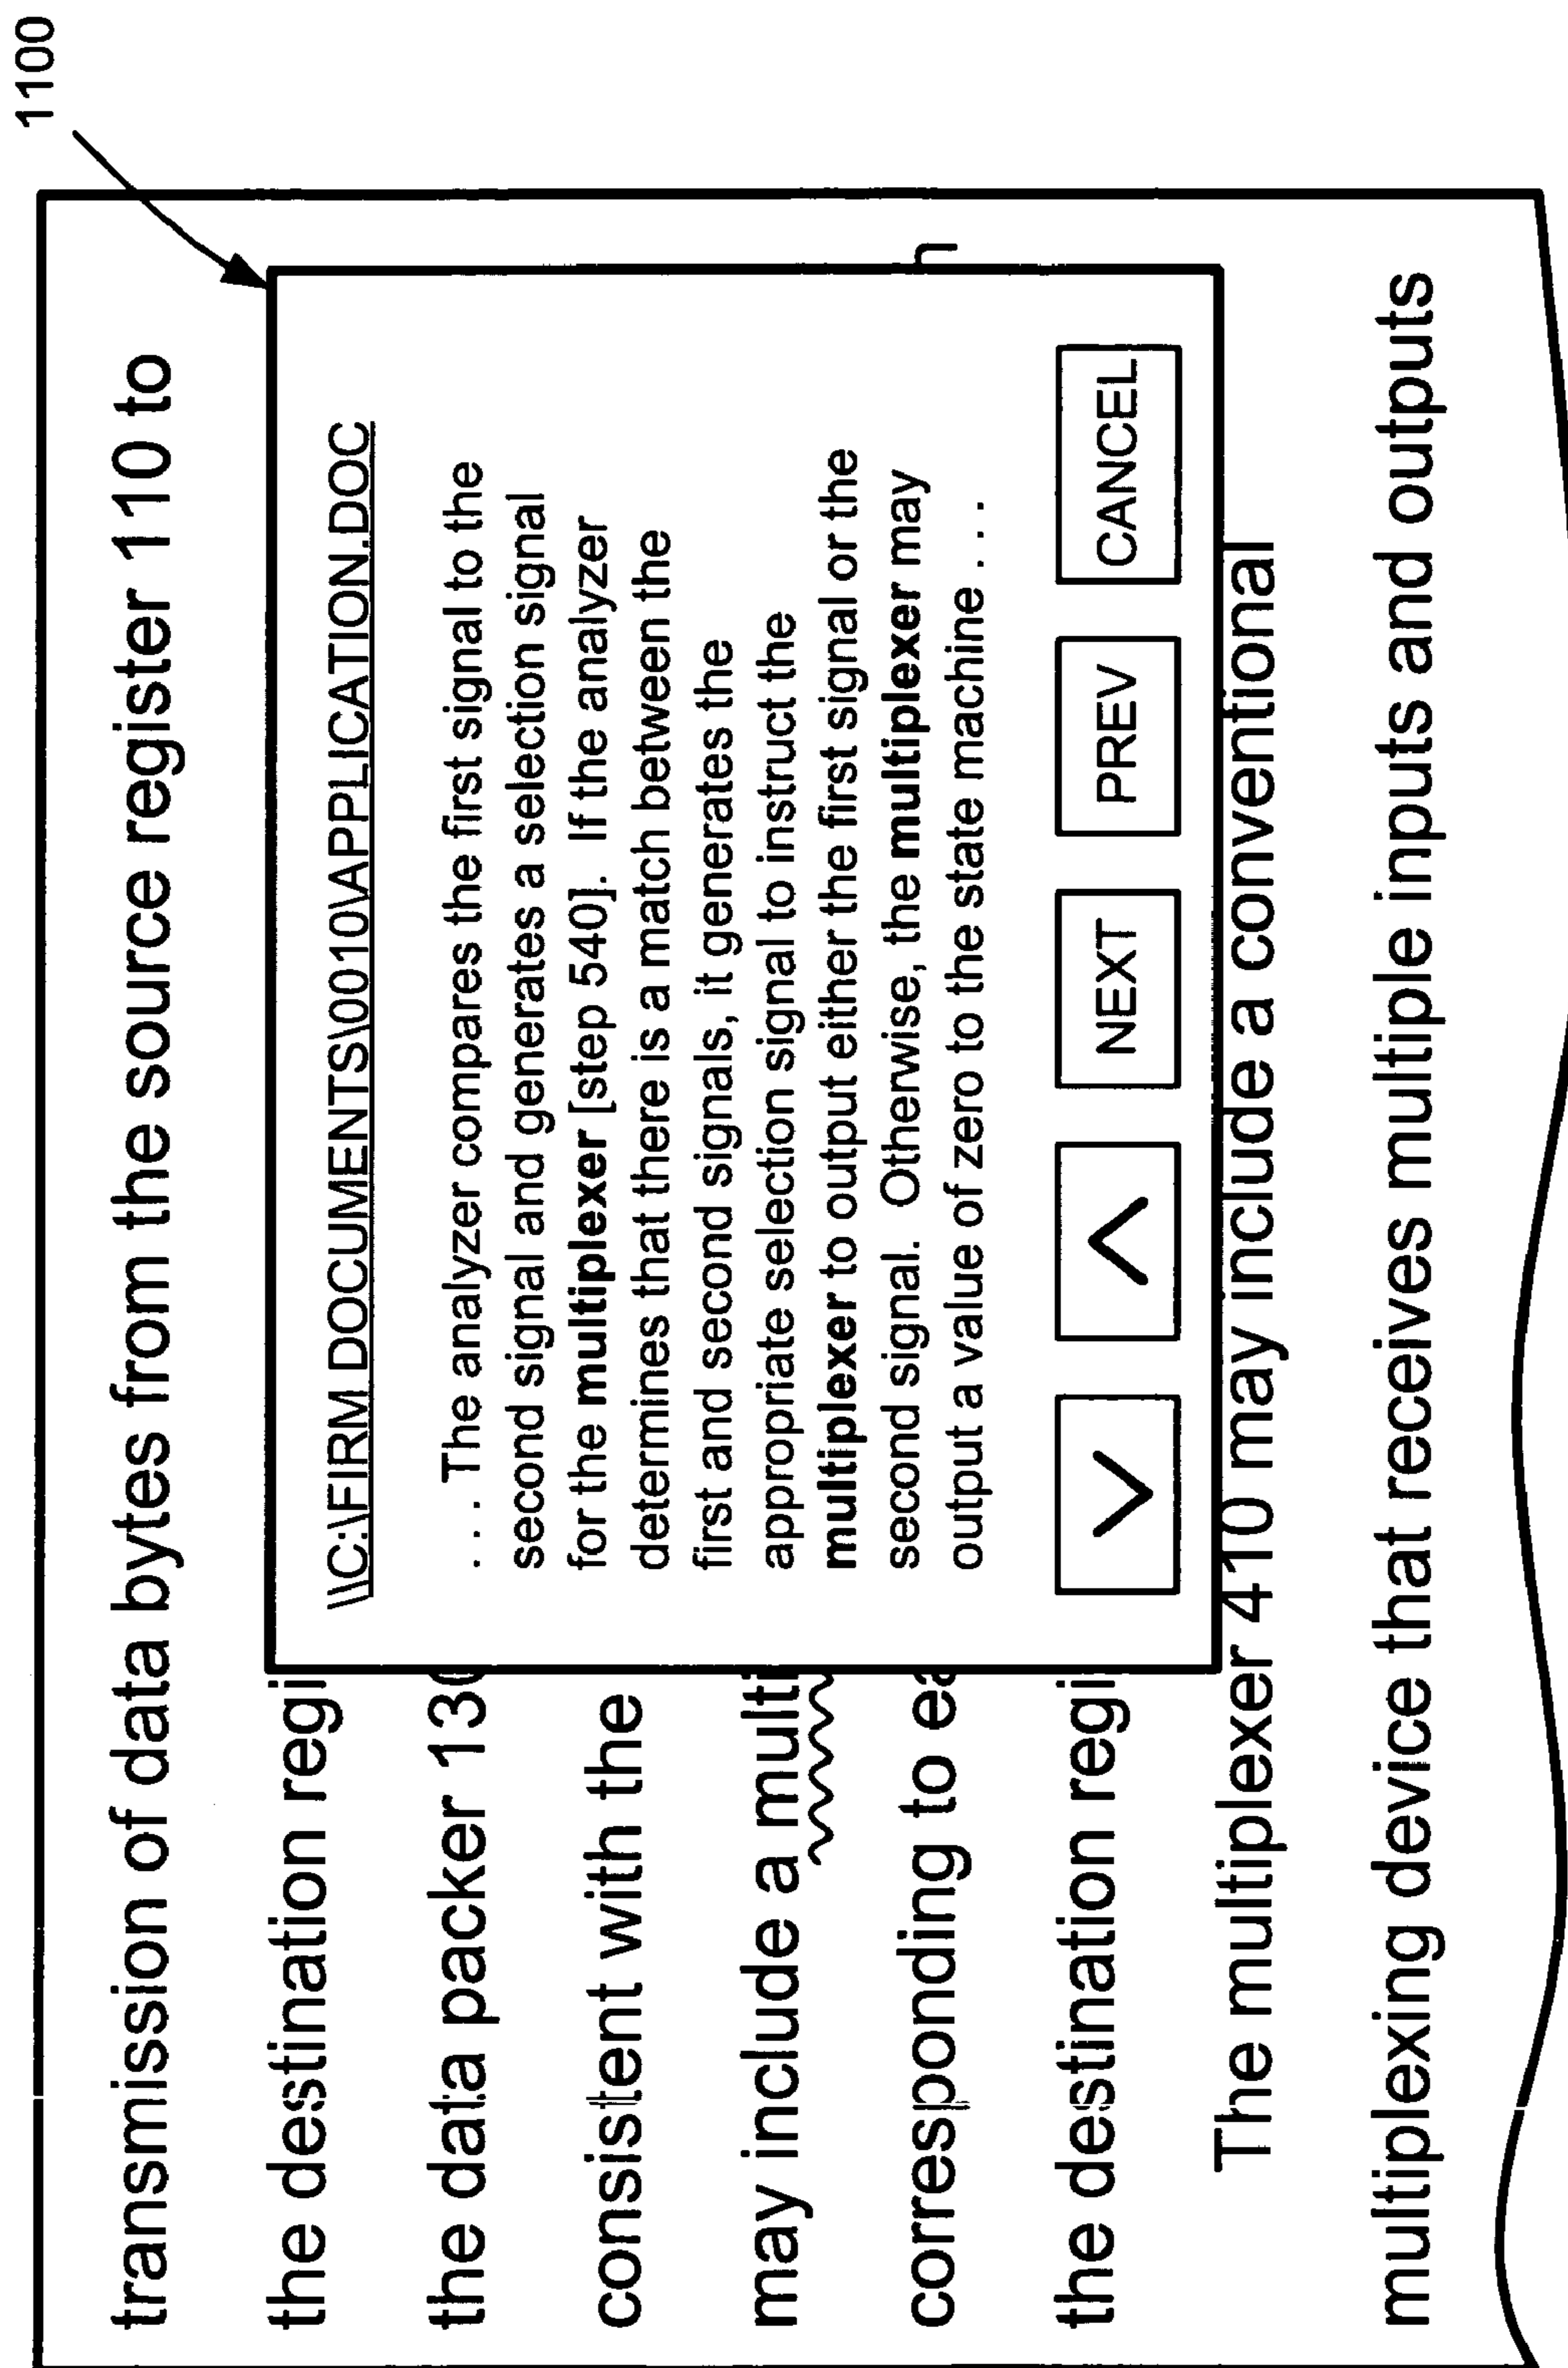 1100
transmission of data bytes from the source register 110 to
the destination regi
the data packer 130
consistent with the
may include a multi
corresponding to ea
n
the destination regi
The multiplexer 410 may include a conventional
multiplexing device that receives multiple inputs and outputs
\\C:\FIRM DOCUMENTS\0010\APPLICATION.DOC
. . . The analyzer compares the first signal to the
second signal and generates a selection signal
for the multiplexer [step 540]. If the analyzer
determines that there is a match between the
first and second signals, it generates the
appropriate selection signal to instruct the
multiplexer to output either the first signal or the
second signal. Otherwise, the multiplexer may
output a value of zero to the state machine . . .
NEXT
PREV
CANCEL